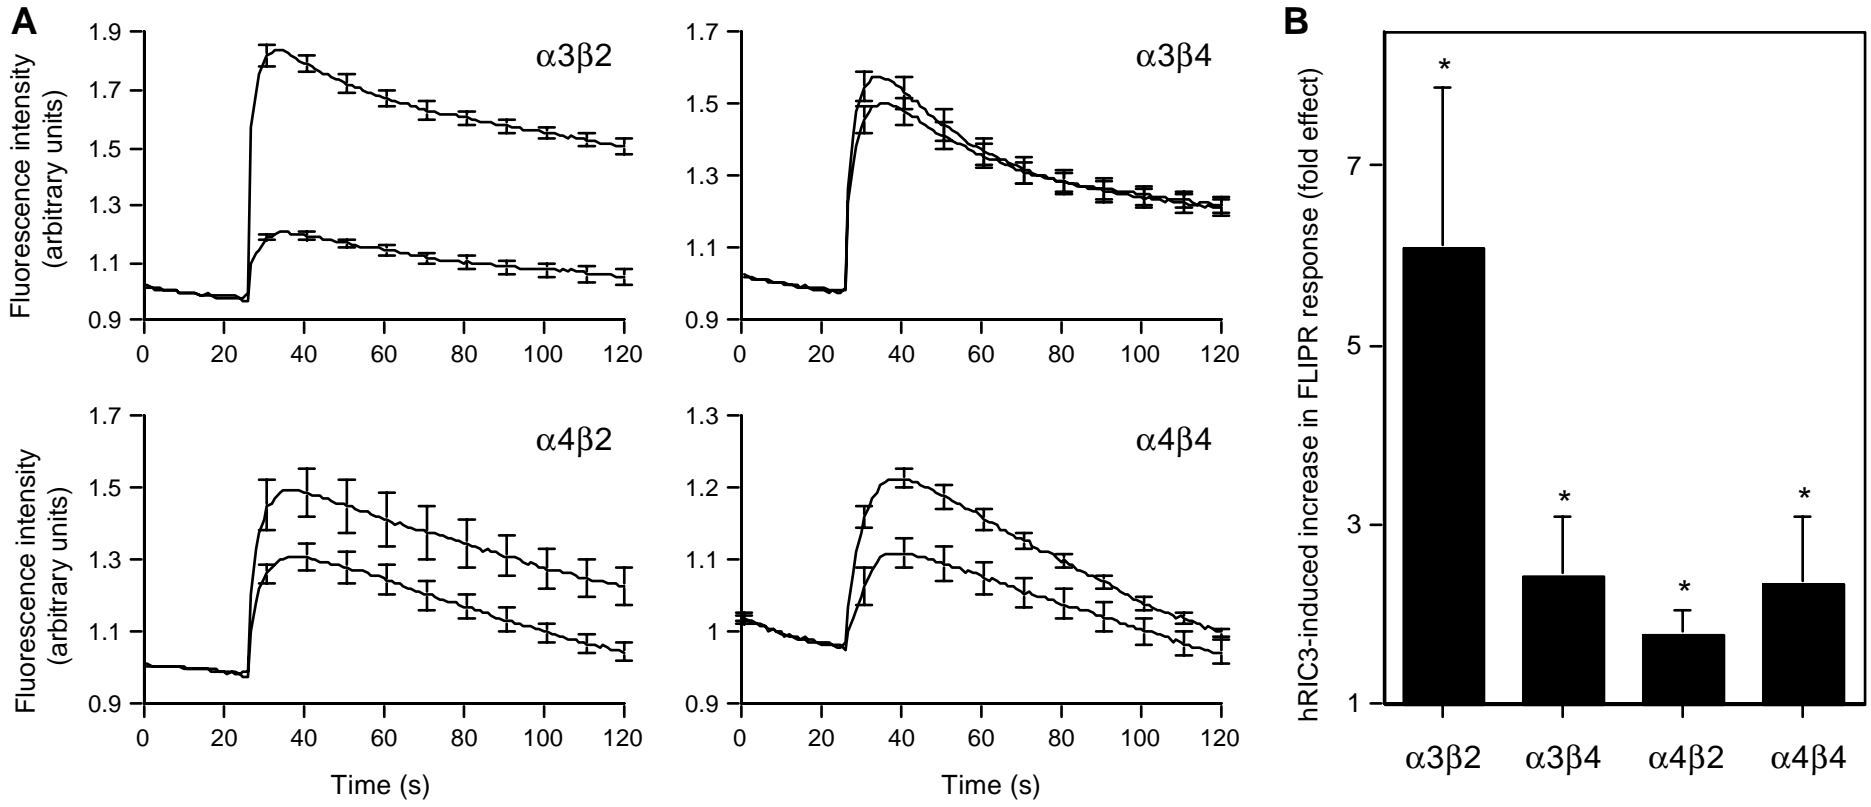 A
Fluorescence intensity
(arbitrary units)
1.9
1.7
1.5
1.3
1.1
0.9
α3β2
0 20 40 60 80 100 120
1.7
1.5
1.3
1.1
0.9
α3β4
0 20 40 60 80 100 120
Fluorescence intensity
(arbitrary units)
1.7
1.5
1.3
1.1
0.9
α4β2
0 20 40 60 80 100 120
Time (s)
1.3
1.2
1.1
1
0.9
α4β4
0 20 40 60 80 100 120
Time (s)
B
hRIC3-induced increase in FLIPR response (fold effect)
7
5
3
1
*
*
*
*
α3β2 α3β4 α4β2 α4β4